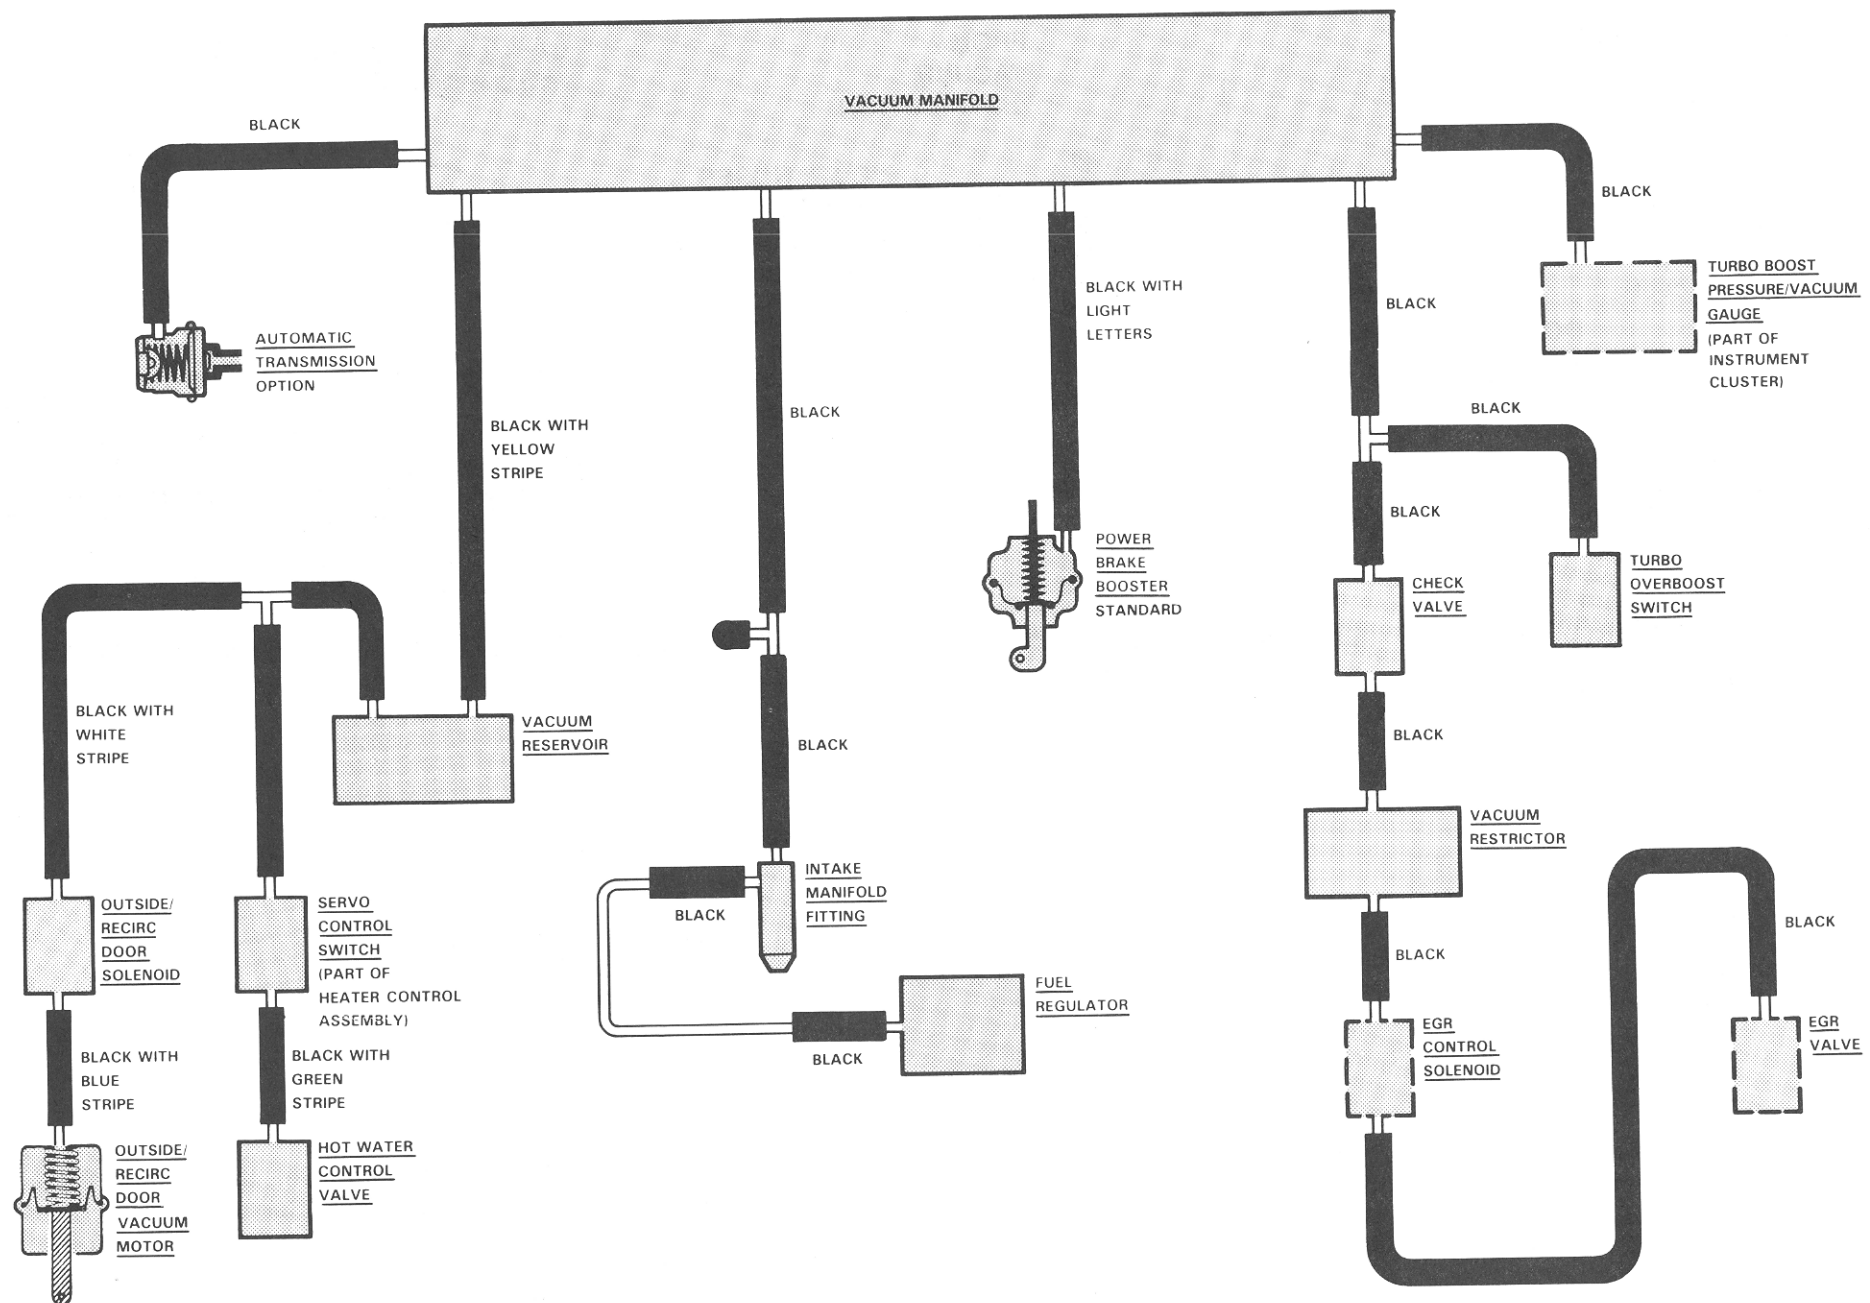 VACUUM MANIFOLD
BLACK
BLACK
TURBO BOOST
PRESSURE/VACUUM
GAUGE
(PART OF
INSTRUMENT
CLUSTER)
AUTOMATIC
TRANSMISSION
OPTION
BLACK WITH
YELLOW
STRIPE
BLACK
BLACK WITH
LIGHT
LETTERS
BLACK
BLACK
BLACK
POWER
BRAKE
BOOSTER
STANDARD
CHECK
VALVE
TURBO
OVERBOOST
SWITCH
BLACK WITH
WHITE
STRIPE
VACUUM
RESERVOIR
BLACK
BLACK
VACUUM
RESTRICTOR
OUTSIDE/
RECIRC
DOOR
SOLENOID
SERVO
CONTROL
SWITCH
(PART OF
HEATER CONTROL
ASSEMBLY)
BLACK
INTAKE
MANIFOLD
FITTING
BLACK
BLACK
FUEL
REGULATOR
BLACK
EGR
CONTROL
SOLENOID
EGR
VALVE
BLACK WITH
BLUE
STRIPE
BLACK WITH
GREEN
STRIPE
OUTSIDE/
RECIRC
DOOR
VACUUM
MOTOR
HOT WATER
CONTROL
VALVE